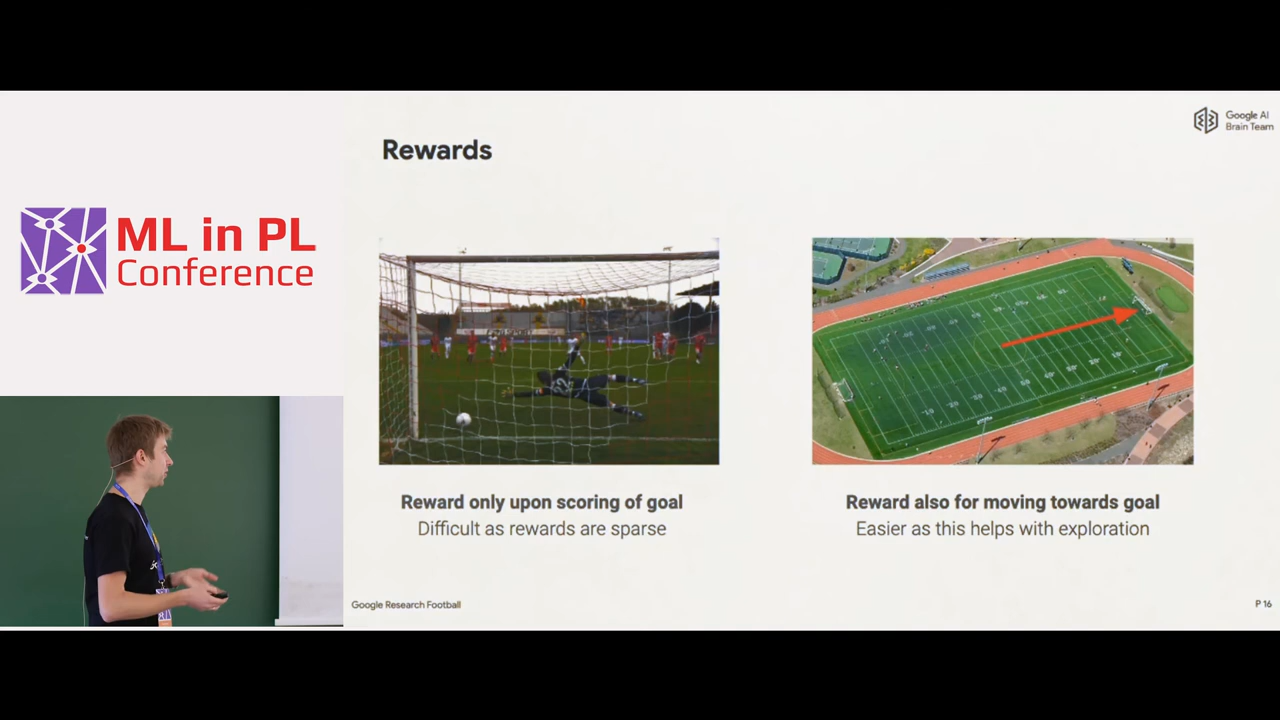 Google AI
Brain Team
Rewards
ML in PL
Conference
Reward only upon scoring of goal
Difficult as rewards are sparse
Reward also for moving towards goal
Easier as this helps with exploration
Google Research Football
P 16